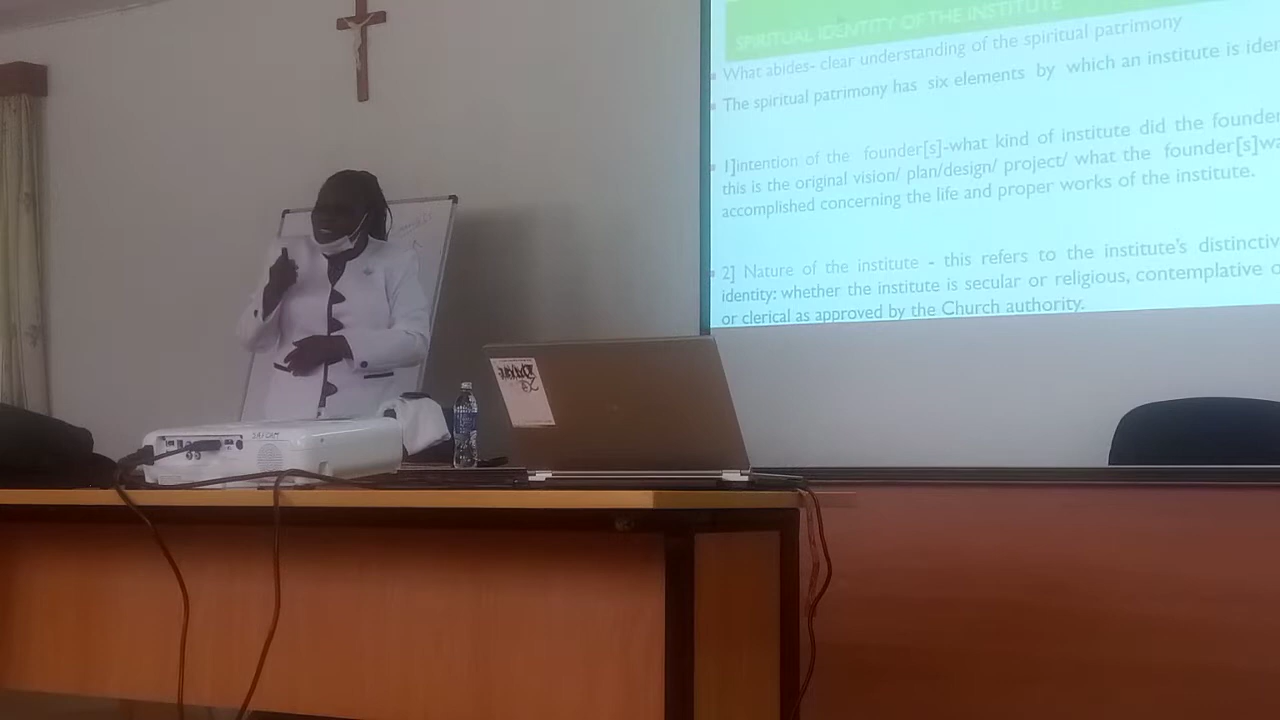 SPIRITUAL IDENTITY OF THE INSTITUTE
What abides- clear understanding of the spiritual patrimony
The spiritual patrimony has six elements by which an institute is
1]intention of the founder[s]-what kind of institute did the founder
this is the original vision/ plan/design/ project/ what the founder[s]
accomplished concerning the life and proper works of the institute.
2] Nature of the institute - this refers to the institute's
identity: whether the institute is secular or religious, contemplative
or clerical as approved by the Church authority.